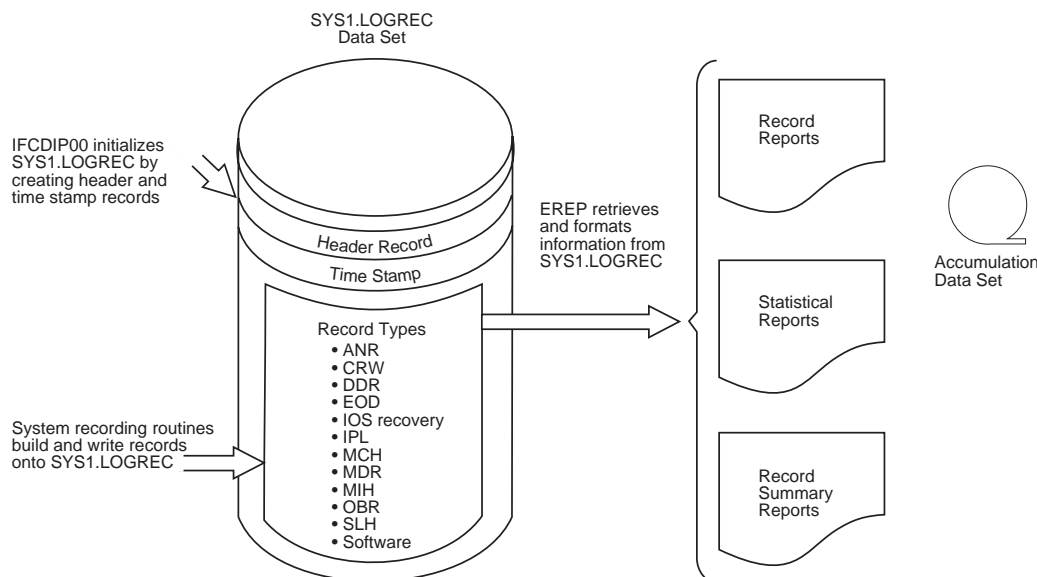 SYS1.LOGREC
Data Set
IFCDIP00 initializes
SYS1.LOGREC by
creating header and
time stamp records
Header Record
Time Stamp
Record Types
• ANR
• CRW
• DDR
• EOD
• IOS recovery
• IPL
• MCH
• MDR
• MIH
• OBR
• SLH
• Software
System recording routines
build and write records
onto SYS1.LOGREC
EREP retrieves
and formats
information from
SYS1.LOGREC
Record
Reports
Statistical
Reports
Record
Summary
Reports
Accumulation
Data Set